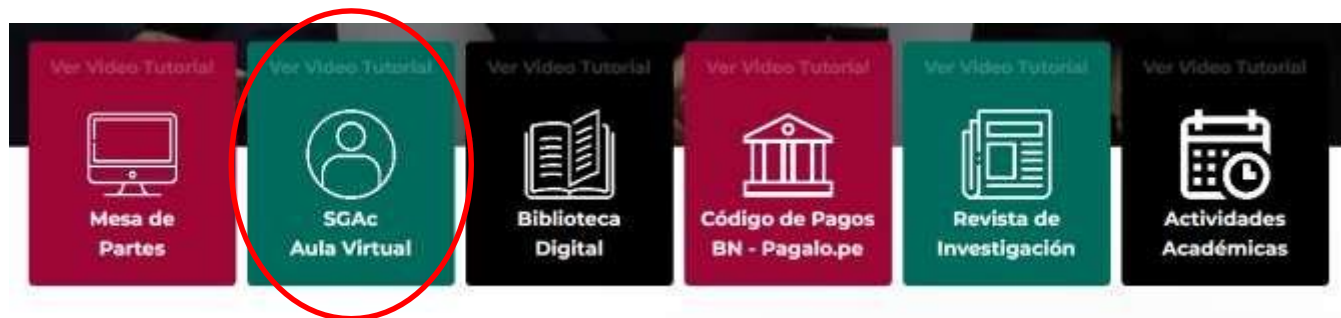 Ver Video Tutorial
Mesa de
Partes
Ver Video Tutorial
SGAc
Aula Virtual
Ver Video Tutorial
Biblioteca
Digital
Ver Video Tutorial
Código de Pagos
BN - Pagalo.pe
Ver Video Tutorial
Revista de
Investigación
Ver Video Tutorial
Actividades
Académicas